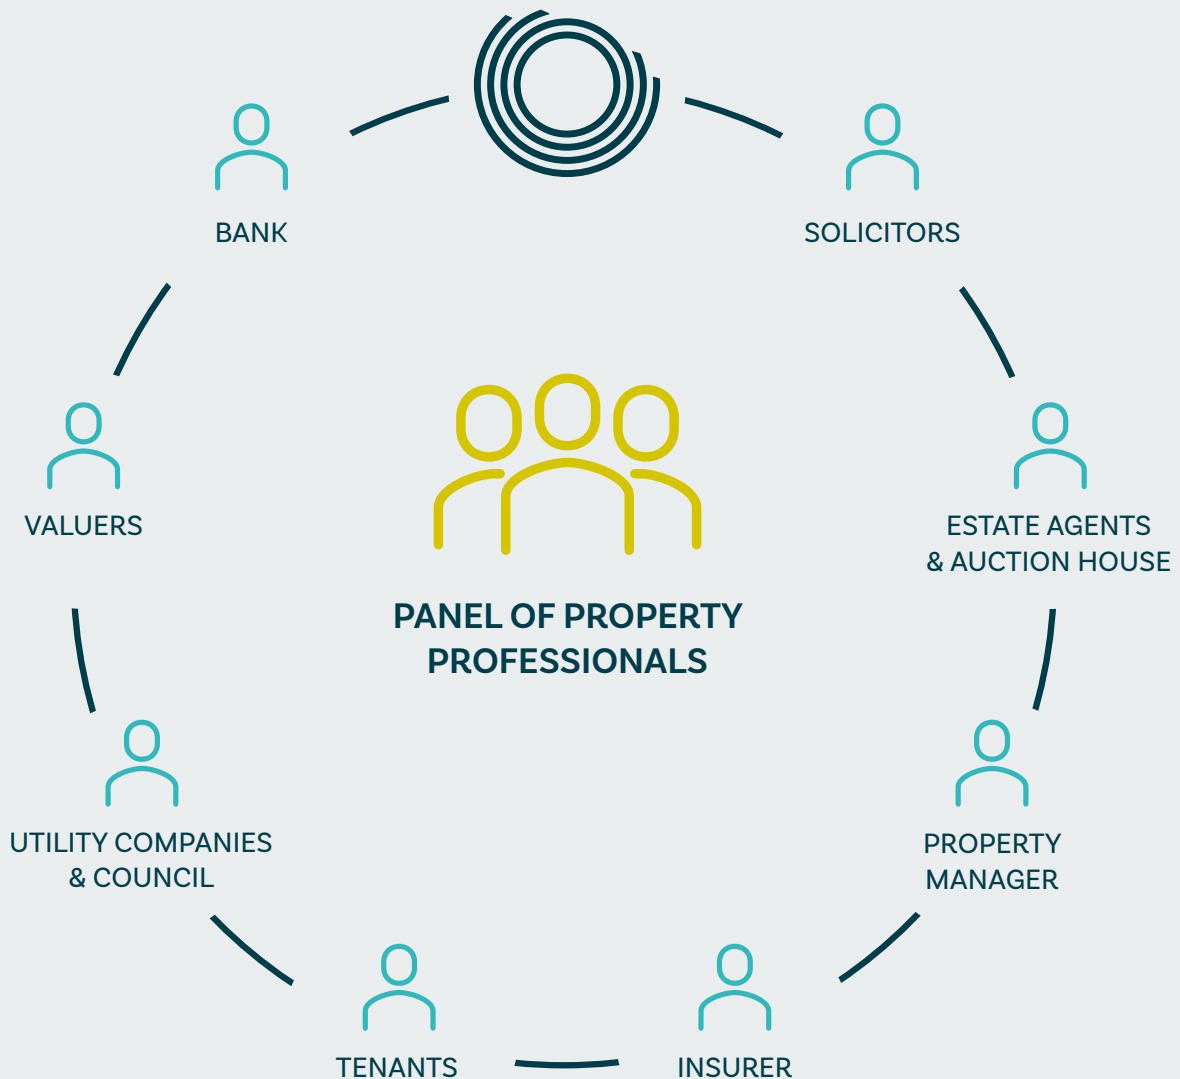 BANK
SOLICITORS
VALUERS
ESTATE AGENTS
& AUCTION HOUSE
PANEL OF PROPERTY
PROFESSIONALS
UTILITY COMPANIES
& COUNCIL
PROPERTY
MANAGER
TENANTS
INSURER